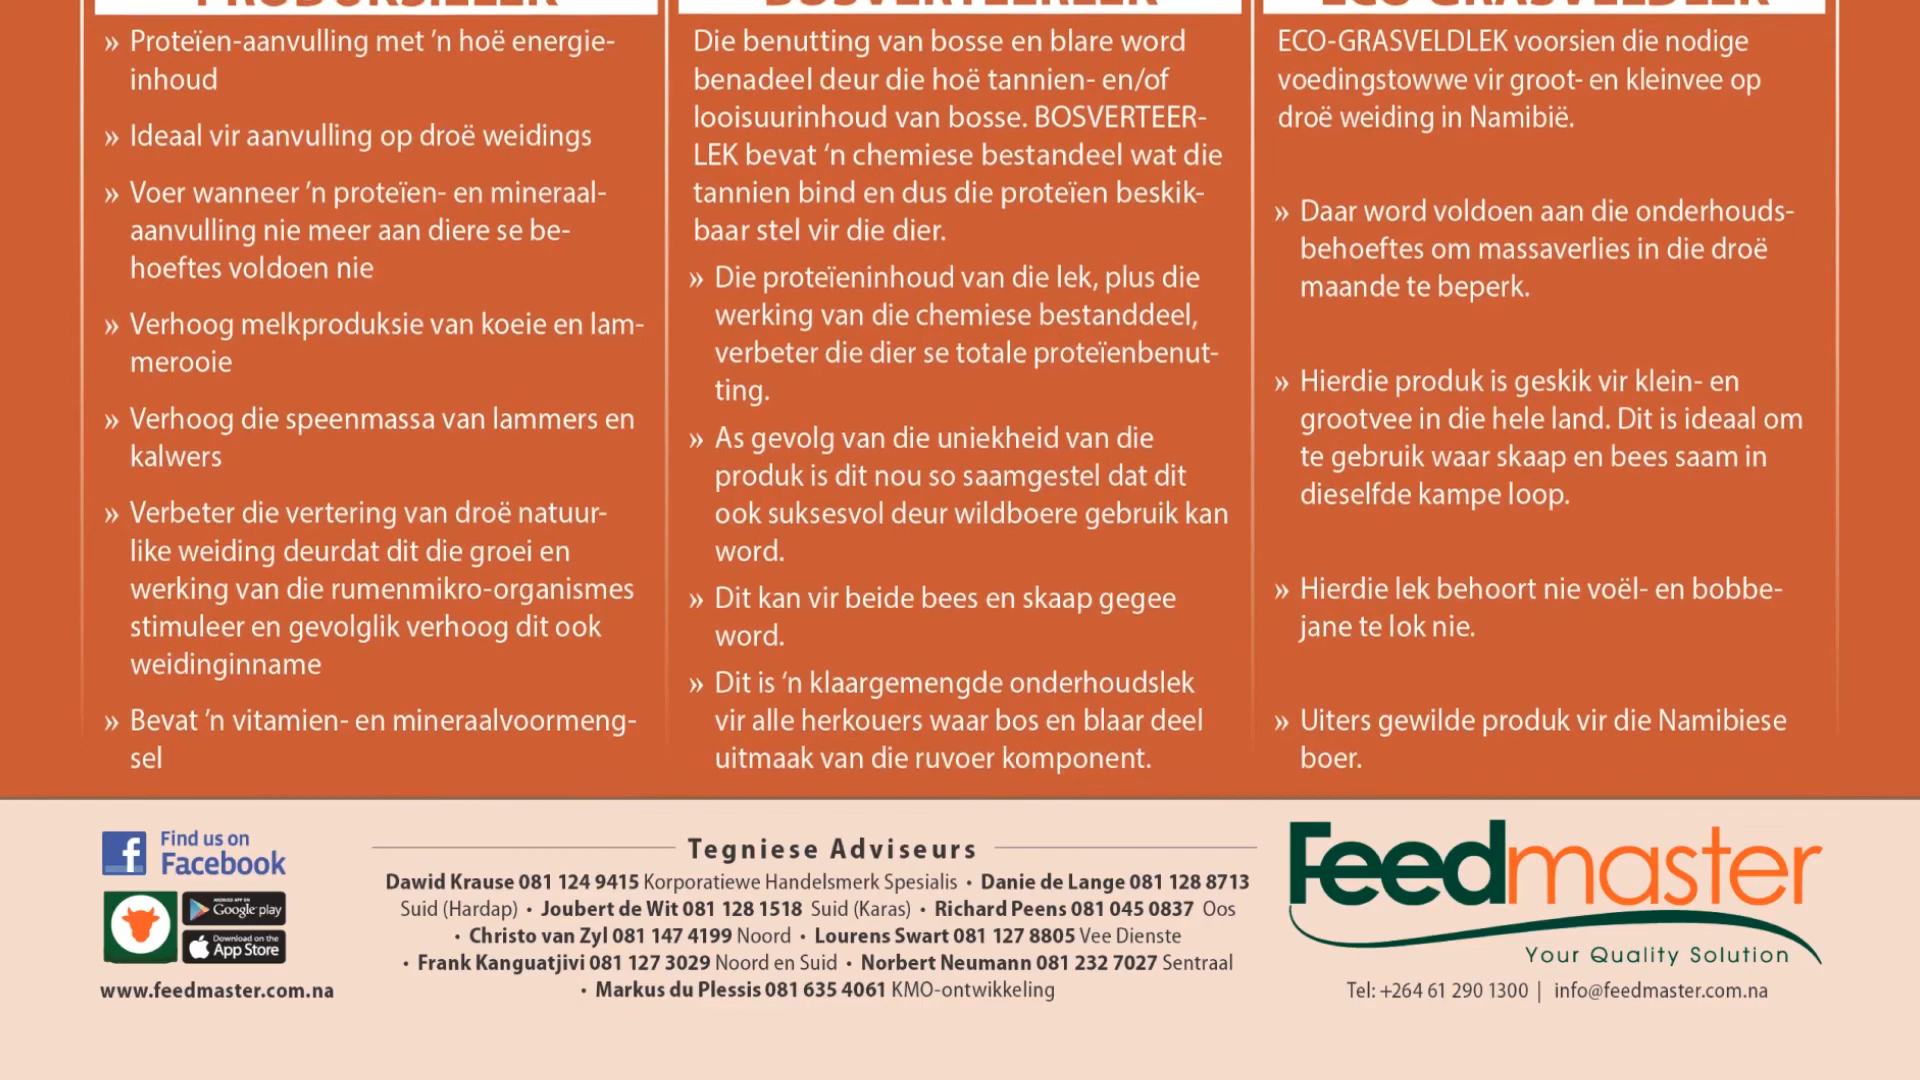 PRODUKSIELEK
» Proteïen-aanvulling met ’n hoë energie-
inhoud
» Ideaal vir aanvulling op droë weidings
» Voer wanneer ’n proteïen- en mineraal-
aanvulling nie meer aan diere se be-
hoeftes voldoen nie
» Verhoog melkproduksie van koeie en lam-
merooie
» Verhoog die speenmassa van lammers en
kalwers
» Verbeter die vertering van droë natuur-
like weiding deurdat dit die groei en
werking van die rumenmikro-organismes
stimuleer en gevolglik verhoog dit ook
weidinginname
» Bevat ’n vitamien- en mineraalvoormeng-
sel
BOSVERTEERLEK
Die benutting van bosse en blare word
benadeel deur die hoë tannien- en/of
looisuurinhoud van bosse. BOSVERTEER-
LEK bevat ‘n chemiese bestandeel wat die
tannien bind en dus die proteïen beskik-
baar stel vir die dier.
» Die proteïeninhoud van die lek, plus die
werking van die chemiese bestanddeel,
verbeter die dier se totale proteïenbenut-
ting.
» As gevolg van die uniekheid van die
produk is dit nou so saamgestel dat dit
ook suksesvol deur wildboere gebruik kan
word.
» Dit kan vir beide bees en skaap gegee
word.
» Dit is ‘n klaargemengde onderhoudslek
vir alle herkouers waar bos en blaar deel
uitmaak van die ruvoer komponent.
ECO-GRASVELDLEK
ECO-GRASVELDLEK voorsien die nodige
voedingstowwe vir groot- en kleinvee op
droë weiding in Namibië.
» Daar word voldoen aan die onderhouds-
behoeftes om massaverlies in die droë
maande te beperk.
» Hierdie produk is geskik vir klein- en
grootvee in die hele land. Dit is ideaal om
te gebruik waar skaap en bees saam in
dieselfde kampe loop.
» Hierdie lek behoort nie voël- en bobbe-
jane te lok nie.
» Uiters gewilde produk vir die Namibiese
boer.
f Find us on
Facebook
ANDROID APP ON
Google play
Download on the
App Store
www.feedmaster.com.na
Tegniese Adviseurs
Dawid Krause 081 124 9415 Korporatiewe Handelsmerk Spesialis • Danie de Lange 081 128 8713
Suid (Hardap) • Joubert de Wit 081 128 1518 Suid (Karas) • Richard Peens 081 045 0837 Oos
• Christo van Zyl 081 147 4199 Noord • Lourens Swart 081 127 8805 Vee Dienste
• Frank Kanguatjivi 081 127 3029 Noord en Suid • Norbert Neumann 081 232 7027 Sentraal
• Markus du Plessis 081 635 4061 KMO-ontwikkeling
Feedmaster
Your Quality Solution
Tel: +264 61 290 1300 | info@feedmaster.com.na